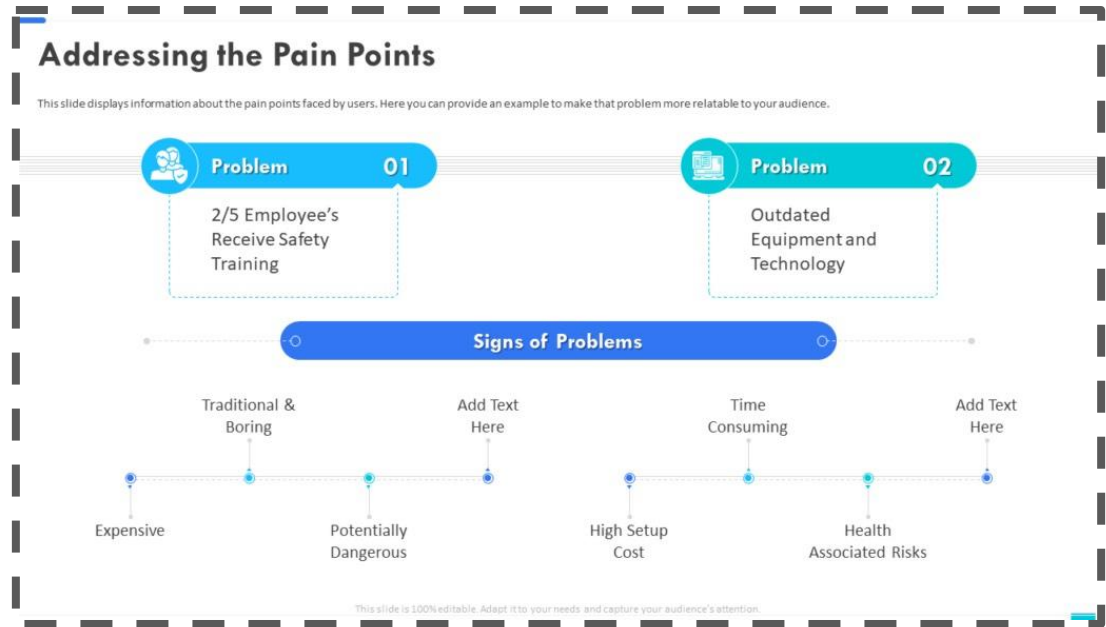 Addressing the Pain Points
This slide displays information about the pain points faced by users. Here you can provide an example to make that problem more relatable to your audience.
Problem 01
2/5 Employee's
Receive Safety
Training
Problem 02
Outdated
Equipment and
Technology
Signs of Problems
Traditional &
Boring
Add Text
Here
Time
Consuming
Add Text
Here
Expensive
Potentially
Dangerous
High Setup
Cost
Health
Associated Risks
This slide is 100% editable. Adapt it to your needs and capture your audience's attention.